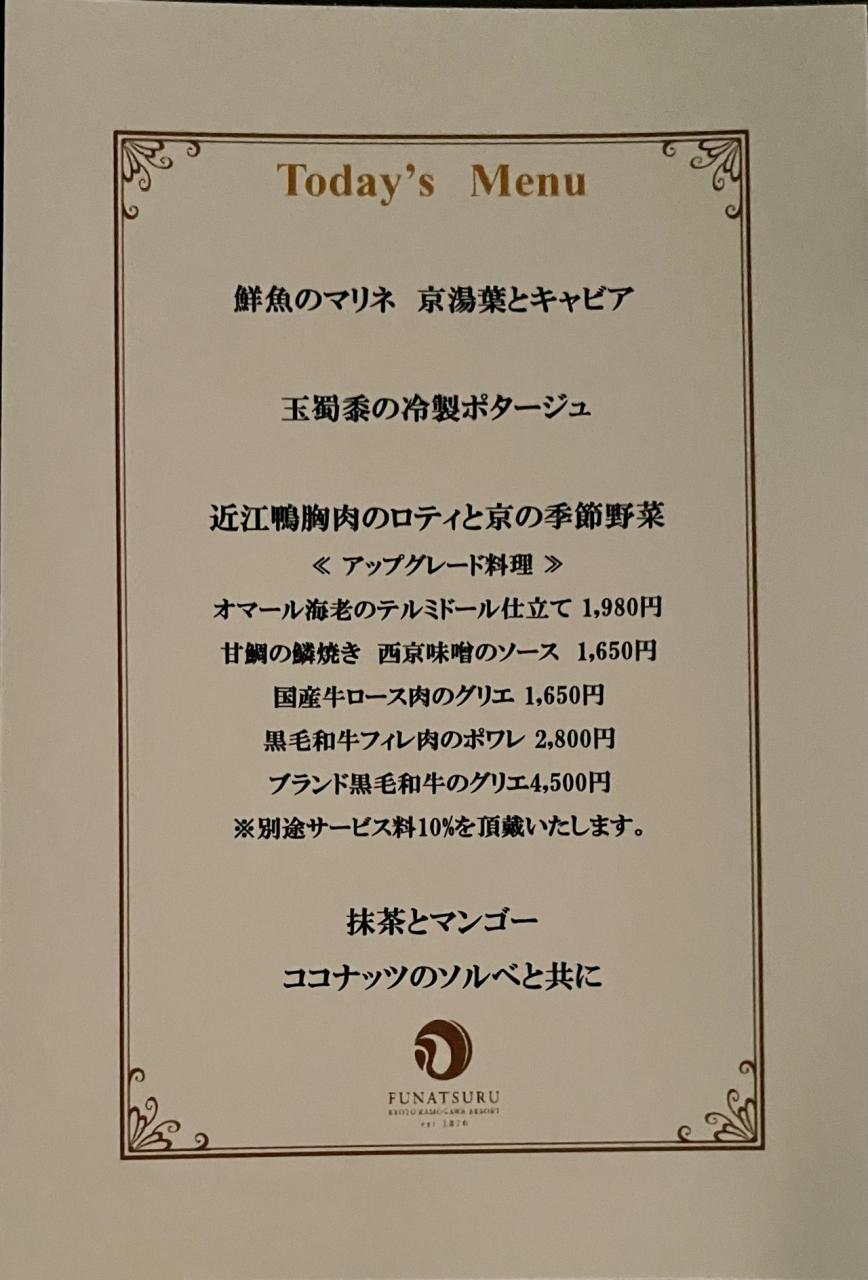 Today's Menu
鮮魚のマリネ 京湯葉とキャビア
玉蜀黍の冷製ポタージュ
近江鴨胸肉のロティと京の季節野菜
≪ アップグレード料理 ≫
オマール海老のテルミドール仕立て 1,980円
甘鯛の鱗焼き 西京味噌のソース 1,650円
国産牛ロース肉のグリエ 1,650円
黒毛和牛フィレ肉のポワレ 2,800円
ブランド黒毛和牛のグリエ4,500円
※別途サービス料10%を頂戴いたします。
抹茶とマンゴー
ココナッツのソルベと共に
FUNATSURU
KYOTO KAMOGAWA RESORT
est 1870